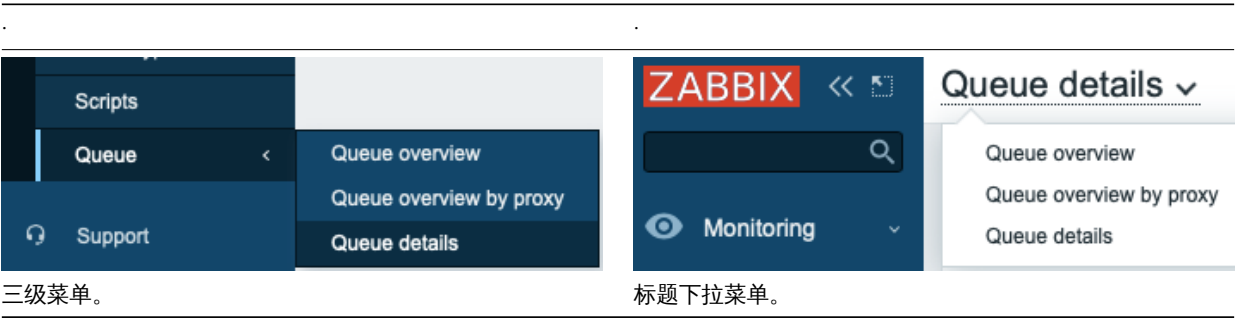 . .
Scripts
Queue
Queue overview
Queue overview by proxy
Queue details
Support
三级菜单。
ZABBIX
Queue details
Queue overview
Queue overview by proxy
Queue details
Monitoring
标题下拉菜单。